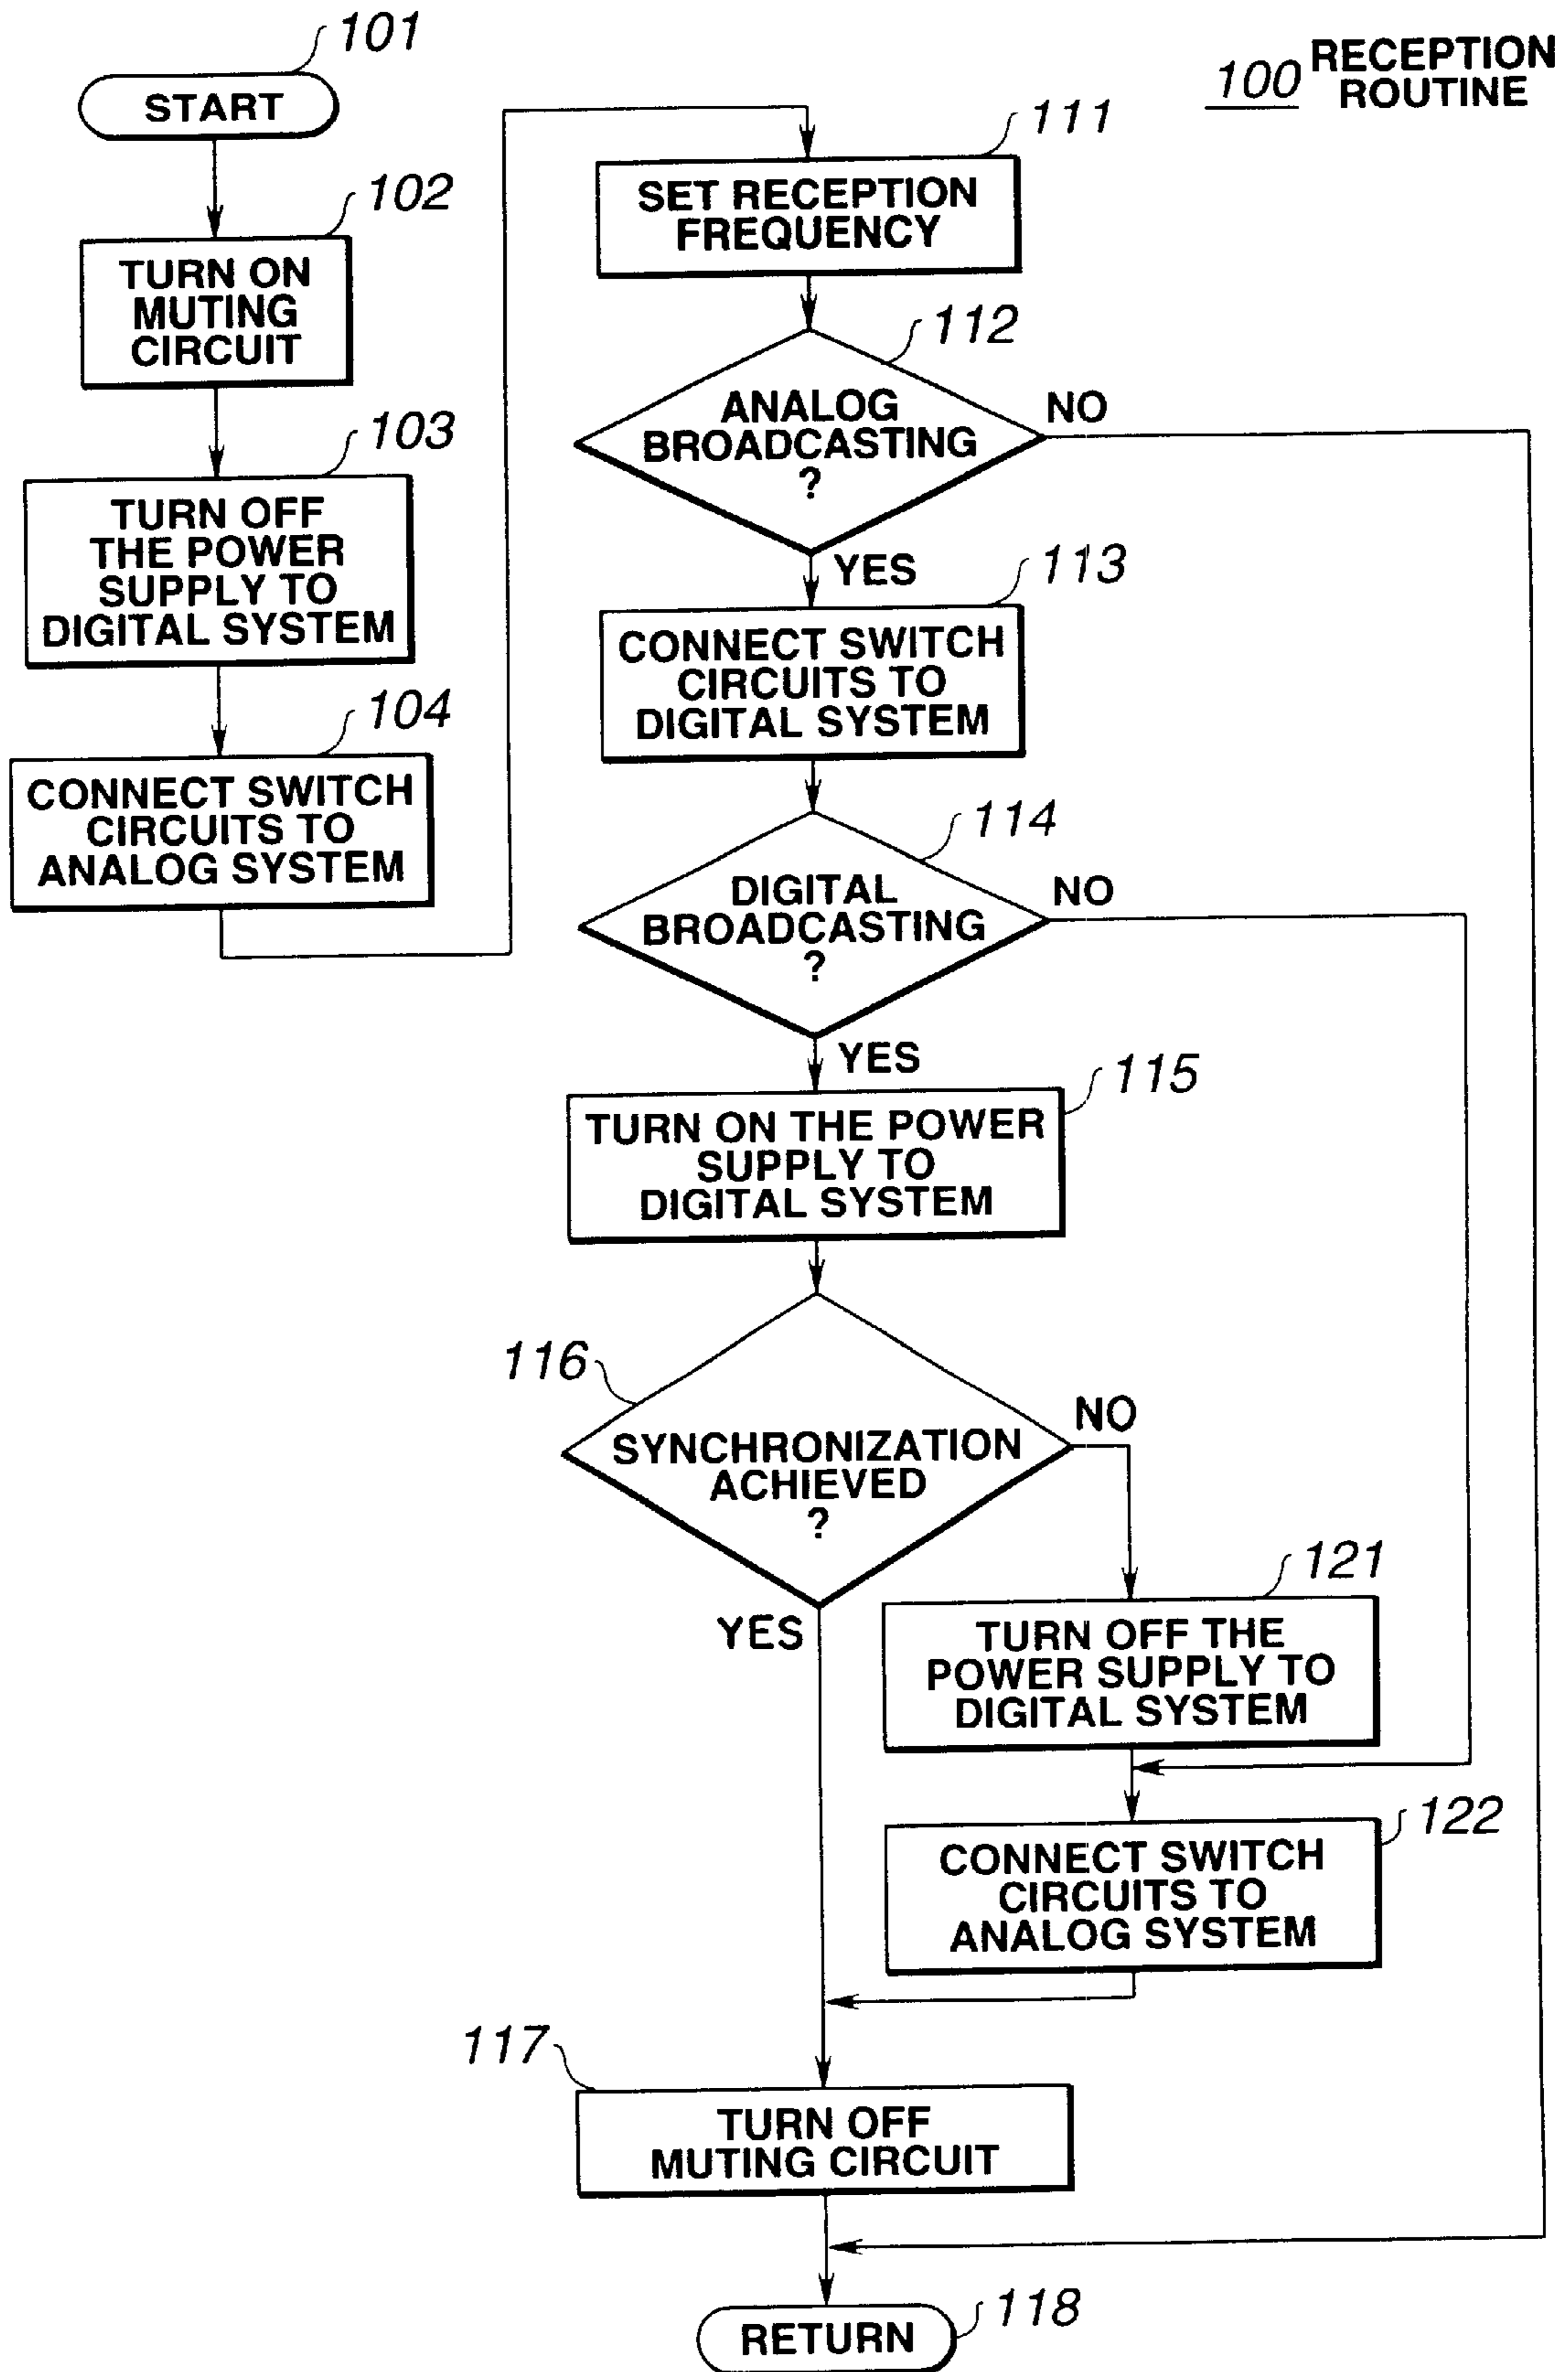 100 RECEPTION
ROUTINE
101
START
102
TURN ON
MUTING
CIRCUIT
103
TURN OFF
THE POWER
SUPPLY TO
DIGITAL SYSTEM
104
CONNECT SWITCH
CIRCUITS TO
ANALOG SYSTEM
111
SET RECEPTION
FREQUENCY
112
ANALOG
BROADCASTING
?
NO
YES
113
CONNECT SWITCH
CIRCUITS TO
DIGITAL SYSTEM
114
DIGITAL
BROADCASTING
?
NO
YES
115
TURN ON THE POWER
SUPPLY TO
DIGITAL SYSTEM
116
SYNCHRONIZATION
ACHIEVED
?
NO
YES
121
TURN OFF THE
POWER SUPPLY TO
DIGITAL SYSTEM
122
CONNECT SWITCH
CIRCUITS TO
ANALOG SYSTEM
117
TURN OFF
MUTING CIRCUIT
RETURN
118